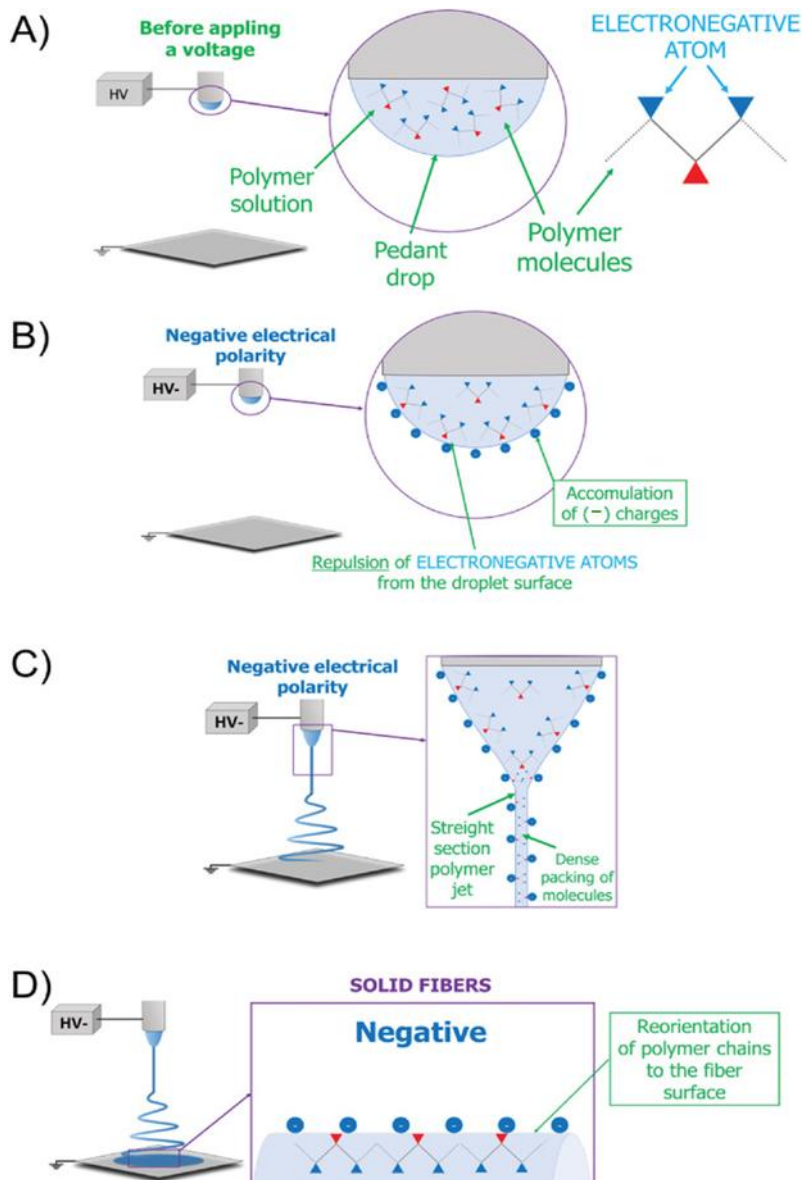 A)
Before appling
a voltage
HV
Polymer
solution
Pedant
drop
Polymer
molecules
ELECTRONEGATIVE
ATOM
B)
Negative electrical
polarity
HV-
Accomulation
of (−) charges
Repulsion of ELECTRONEGATIVE ATOMS
from the droplet surface
C)
Negative electrical
polarity
HV-
Streight
section
polymer
jet
Dense
packing of
molecules
D)
HV-
SOLID FIBERS
Negative
Reorientation
of polymer chains
to the fiber
surface